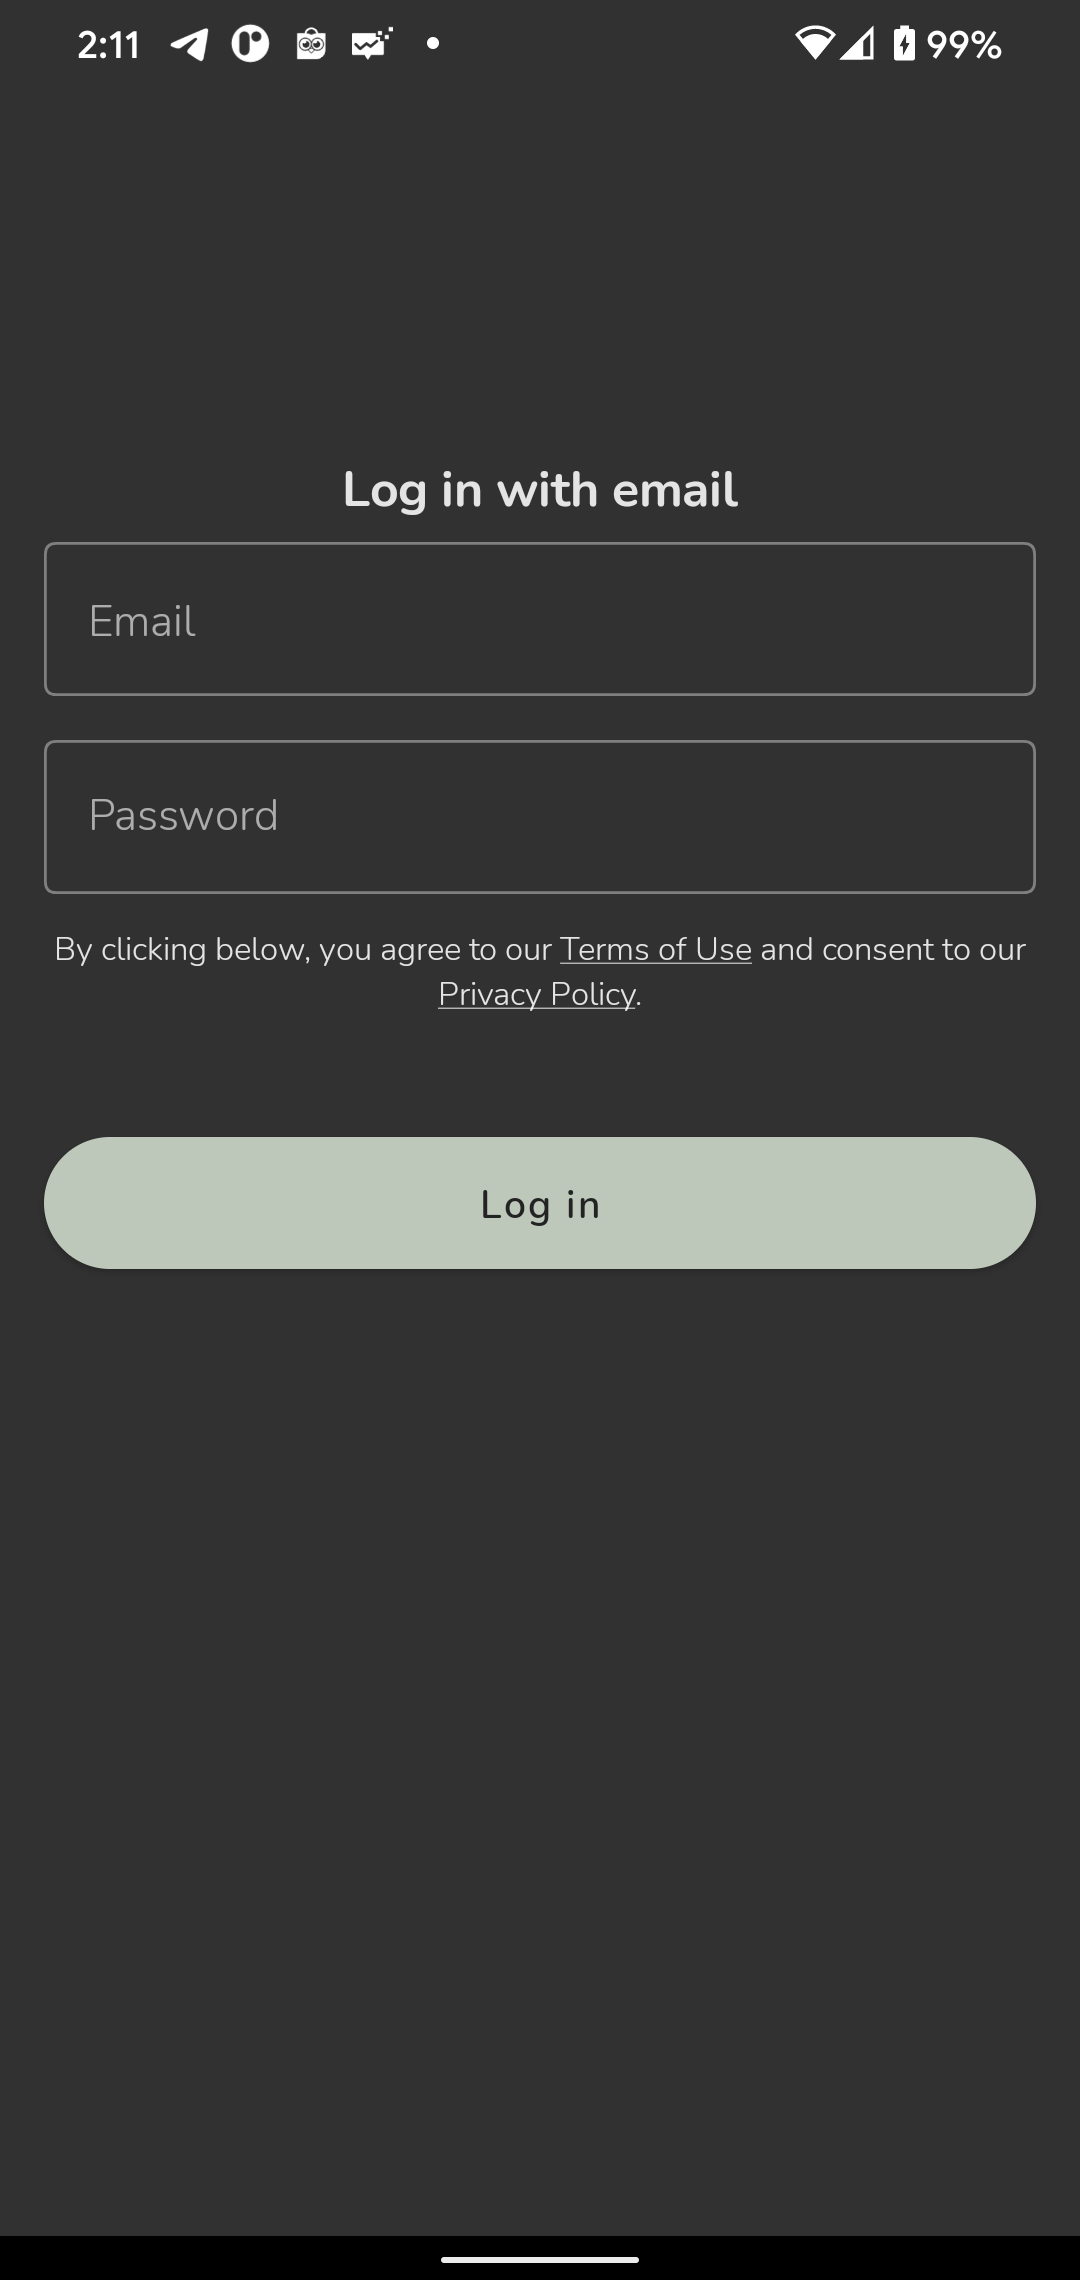 2:11
99%
Log in with email
Email
Password
By clicking below, you agree to our Terms of Use and consent to our
Privacy Policy.
Log in